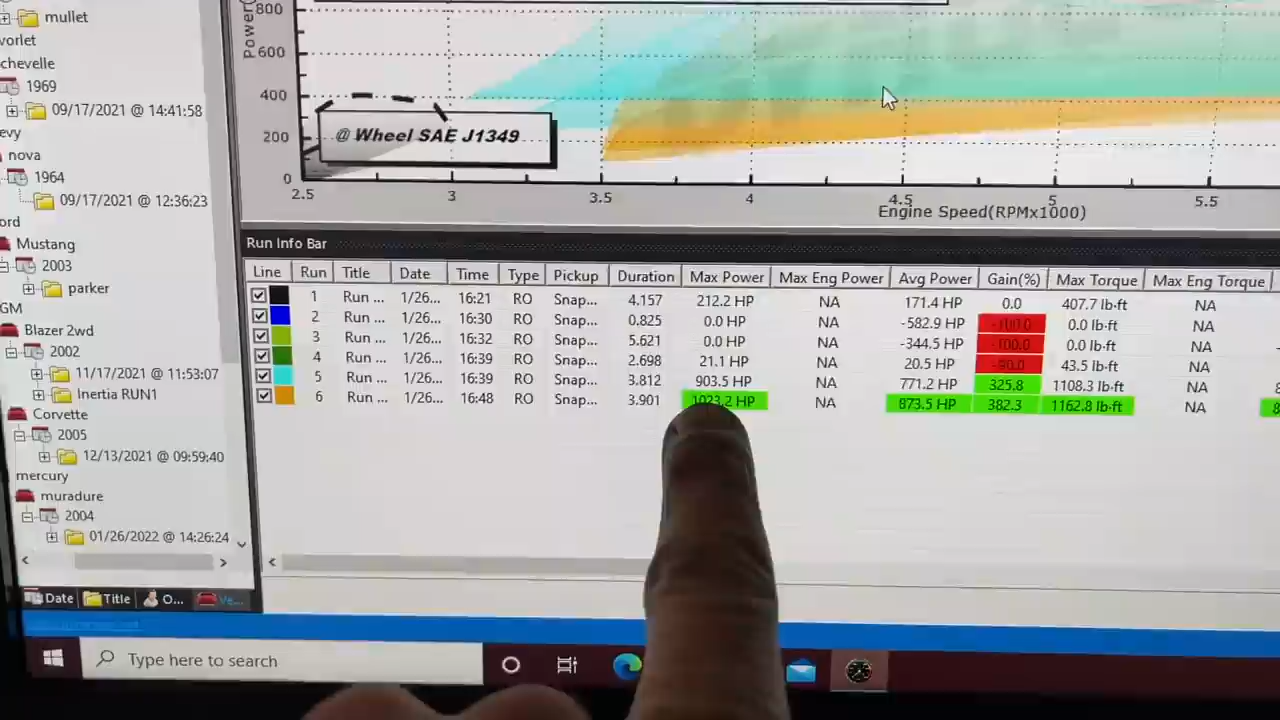 mullet
vorlet
chevelle
1969
09/17/2021 @ 14:41:58
evy
nova
1964
09/17/2021 @ 12:36:23
ord
Mustang
2003
parker
GM
Blazer 2wd
2002
11/17/2021 @ 11:53:07
Inertia RUN1
Corvette
2005
12/13/2021 @ 09:59:40
mercury
muradure
2004
01/26/2022 @ 14:26:24
Date Title O... Ve...
Power
800
600
400
200
0
@ Wheel SAE J1349
2.5 3 3.5 4 4.5 5 5.5
Engine Speed(RPMx1000)
Run Info Bar
Line Run Title Date Time Type Pickup Duration Max Power Max Eng Power Avg Power Gain(%) Max Torque Max Eng Torque
1 Run ... 1/26... 16:21 RO Snap... 4.157 212.2 HP NA 171.4 HP 0.0 407.7 lb-ft NA
2 Run ... 1/26... 16:30 RO Snap... 0.825 0.0 HP NA -582.9 HP -100.0 0.0 lb-ft NA
3 Run ... 1/26... 16:32 RO Snap... 5.621 0.0 HP NA -344.5 HP -100.0 0.0 lb-ft NA
4 Run ... 1/26... 16:39 RO Snap... 2.698 21.1 HP NA 20.5 HP -90.0 43.5 lb-ft NA
5 Run ... 1/26... 16:39 RO Snap... 3.812 903.5 HP NA 771.2 HP 325.8 1108.3 lb-ft NA
6 Run ... 1/26... 16:48 RO Snap... 3.901 1023.2 HP NA 873.5 HP 382.3 1162.8 lb-ft NA
Type here to search